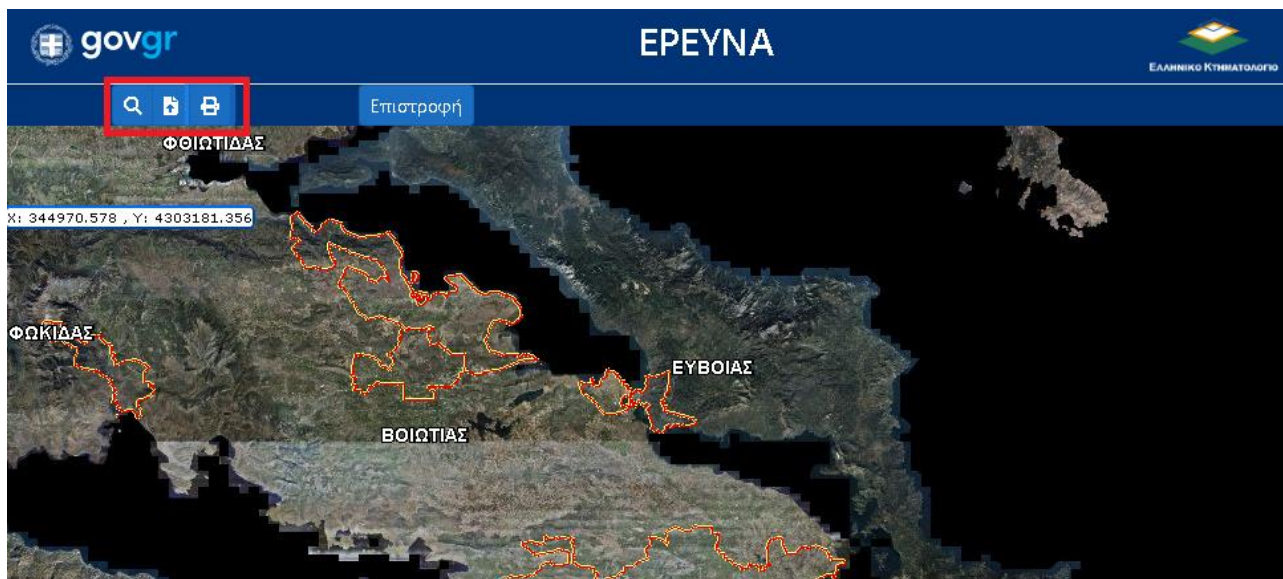 govgr
ΕΡΕΥΝΑ
ΕΛΛΗΝΙΚΟ ΚΤΗΜΑΤΟΛΟΓΙΟ
Επιστροφή
ΦΘΙΩΤΙΔΑΣ
X: 344970.578 , Y: 4303181.356
ΦΩΚΙΔΑΣ
ΕΥΒΟΙΑΣ
ΒΟΙΩΤΙΑΣ